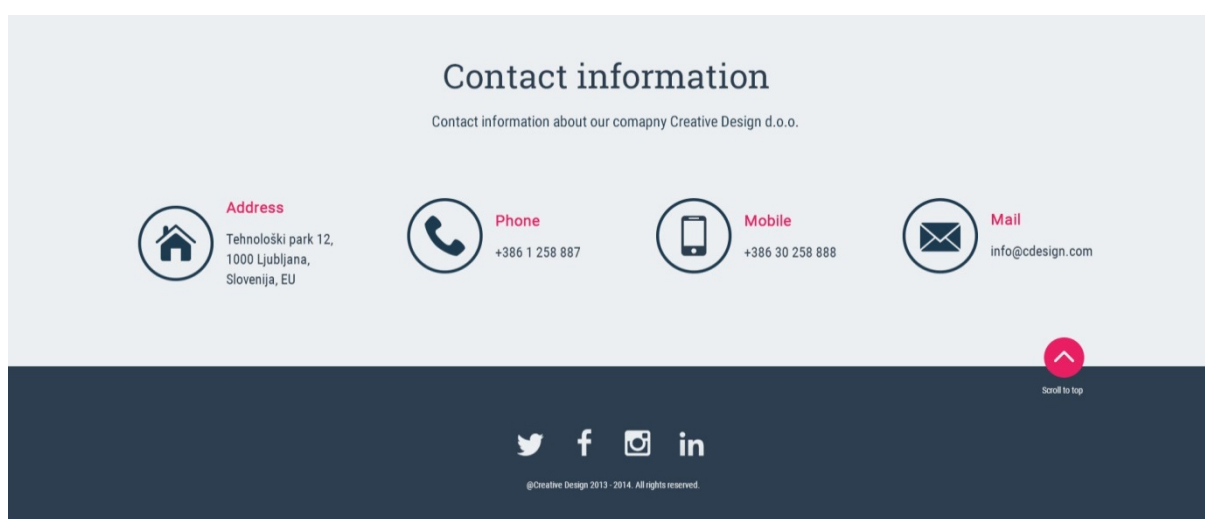 Contact information
Contact information about our comapny Creative Design d.o.o.
Address
Tehnološki park 12,
1000 Ljubljana,
Slovenija, EU
Phone
+386 1 258 887
Mobile
+386 30 258 888
Mail
info@cdesign.com
Scroll to top
@Creative Design 2013 - 2014. All rights reserved.